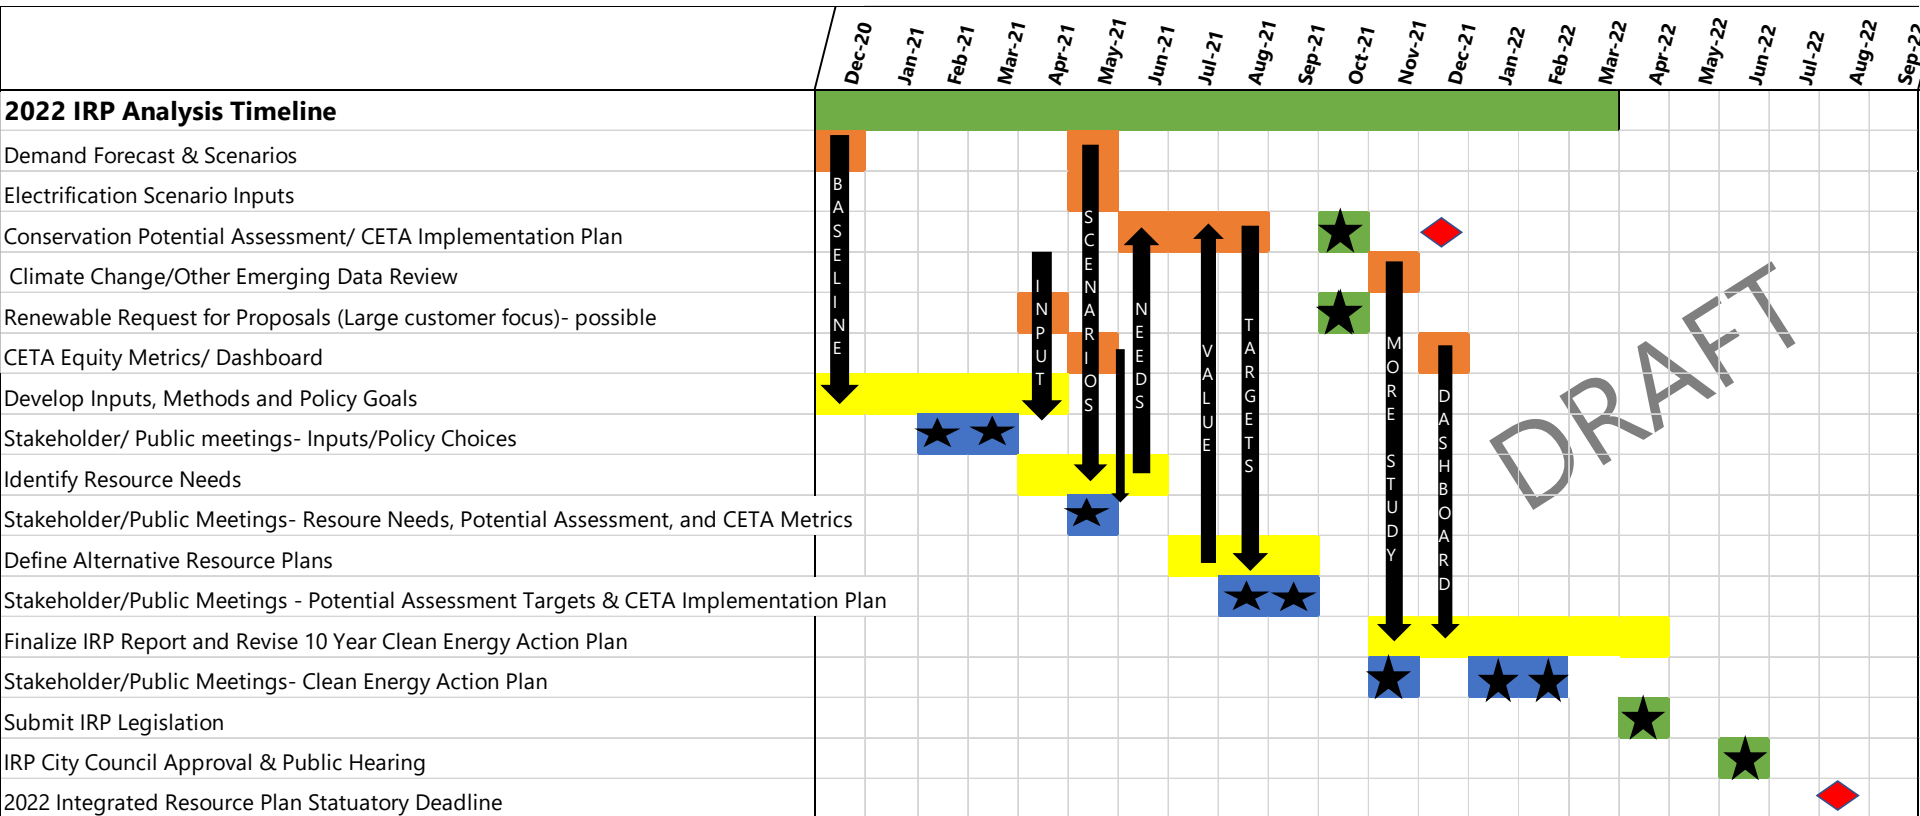 Dec-20 Jan-21 Feb-21 Mar-21 Apr-21 May-21 Jun-21 Jul-21 Aug-21 Sep-21 Oct-21 Nov-21 Dec-21 Jan-22 Feb-22 Mar-22 Apr-22 May-22 Jun-22 Jul-22 Aug-22 Sep-22
2022 IRP Analysis Timeline
Demand Forecast & Scenarios
Electrification Scenario Inputs
Conservation Potential Assessment/ CETA Implementation Plan
Climate Change/Other Emerging Data Review
Renewable Request for Proposals (Large customer focus)- possible
CETA Equity Metrics/ Dashboard
Develop Inputs, Methods and Policy Goals
Stakeholder/ Public meetings- Inputs/Policy Choices
Identify Resource Needs
Stakeholder/Public Meetings- Resoure Needs, Potential Assessment, and CETA Metrics
Define Alternative Resource Plans
Stakeholder/Public Meetings - Potential Assessment Targets & CETA Implementation Plan
Finalize IRP Report and Revise 10 Year Clean Energy Action Plan
Stakeholder/Public Meetings- Clean Energy Action Plan
Submit IRP Legislation
IRP City Council Approval & Public Hearing
2022 Integrated Resource Plan Statuatory Deadline
BASELINE
INPUT
SCENARIOS
NEEDS
VALUE
TARGETS
MORE STUDY
DASHBOARD
DRAFT